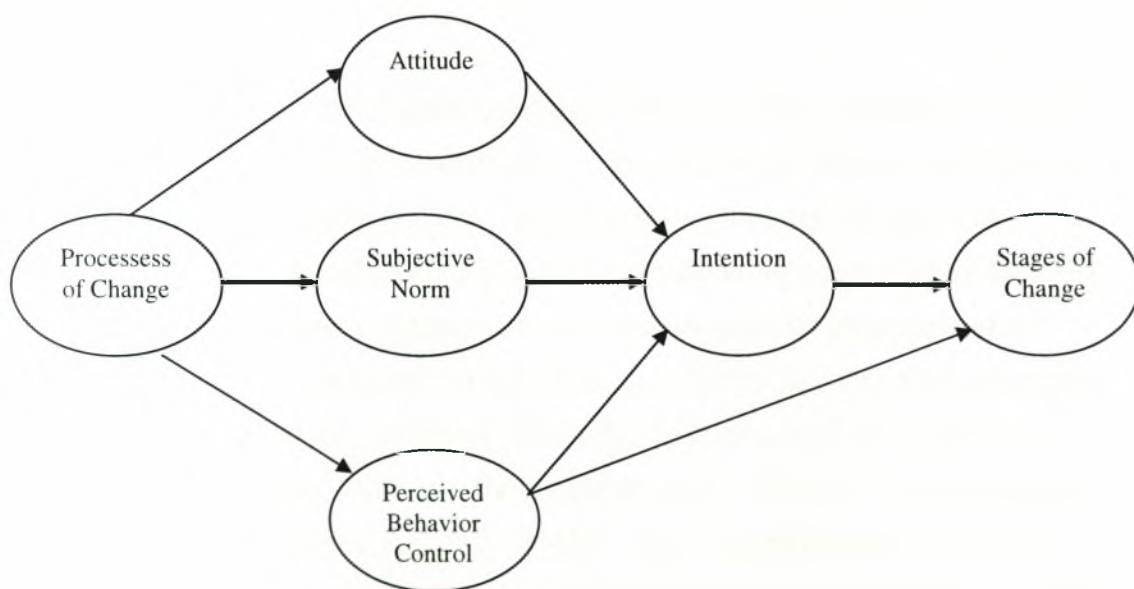 Attitude
Processess
of Change
Subjective
Norm
Intention
Stages of
Change
Perceived
Behavior
Control